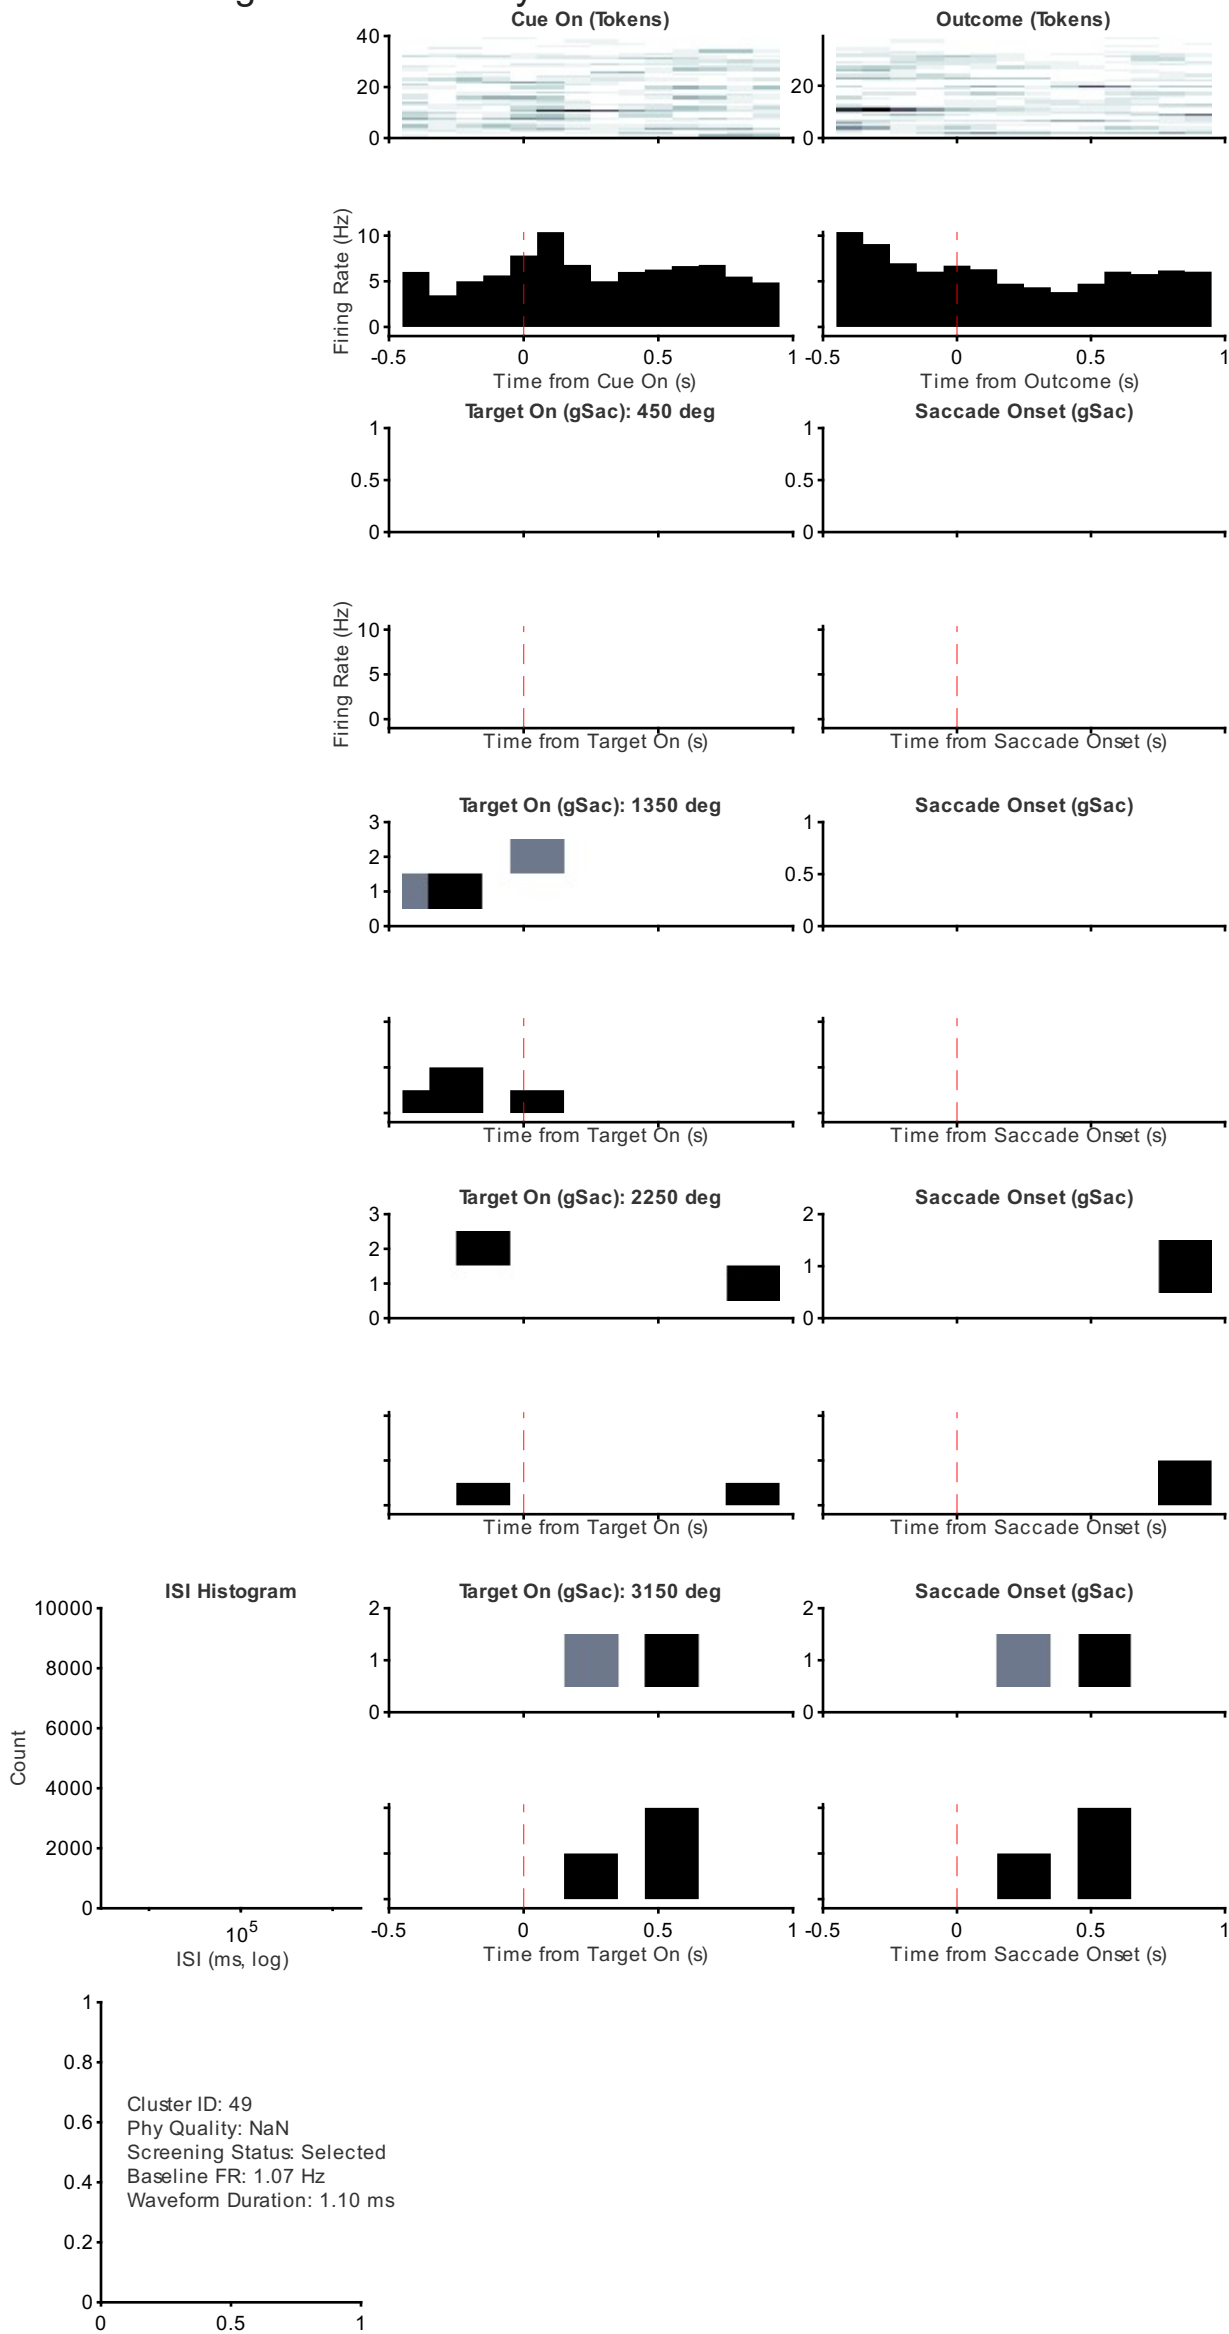 Cue On (Tokens)
Outcome (Tokens)
40
20
0
20
0
Firing Rate (Hz)
10
5
0
-0.5
0
0.5
1
-0.5
0
0.5
1
Time from Cue On (s)
Time from Outcome (s)
Target On (gSac): 450 deg
Saccade Onset (gSac)
1
0.5
0
1
0.5
0
Firing Rate (Hz)
10
5
0
Time from Target On (s)
Time from Saccade Onset (s)
Target On (gSac): 1350 deg
Saccade Onset (gSac)
3
2
1
0
1
0.5
0
Time from Target On (s)
Time from Saccade Onset (s)
Target On (gSac): 2250 deg
Saccade Onset (gSac)
3
2
1
0
2
1
0
Time from Target On (s)
Time from Saccade Onset (s)
ISI Histogram
Target On (gSac): 3150 deg
Saccade Onset (gSac)
10000
8000
6000
4000
2000
0
Count
10^5
ISI (ms, log)
2
1
0
2
1
0
-0.5
0
0.5
1
-0.5
0
0.5
1
Time from Target On (s)
Time from Saccade Onset (s)
1
0.8
0.6
0.4
0.2
0
Cluster ID: 49
Phy Quality: NaN
Screening Status: Selected
Baseline FR: 1.07 Hz
Waveform Duration: 1.10 ms
0
0.5
1